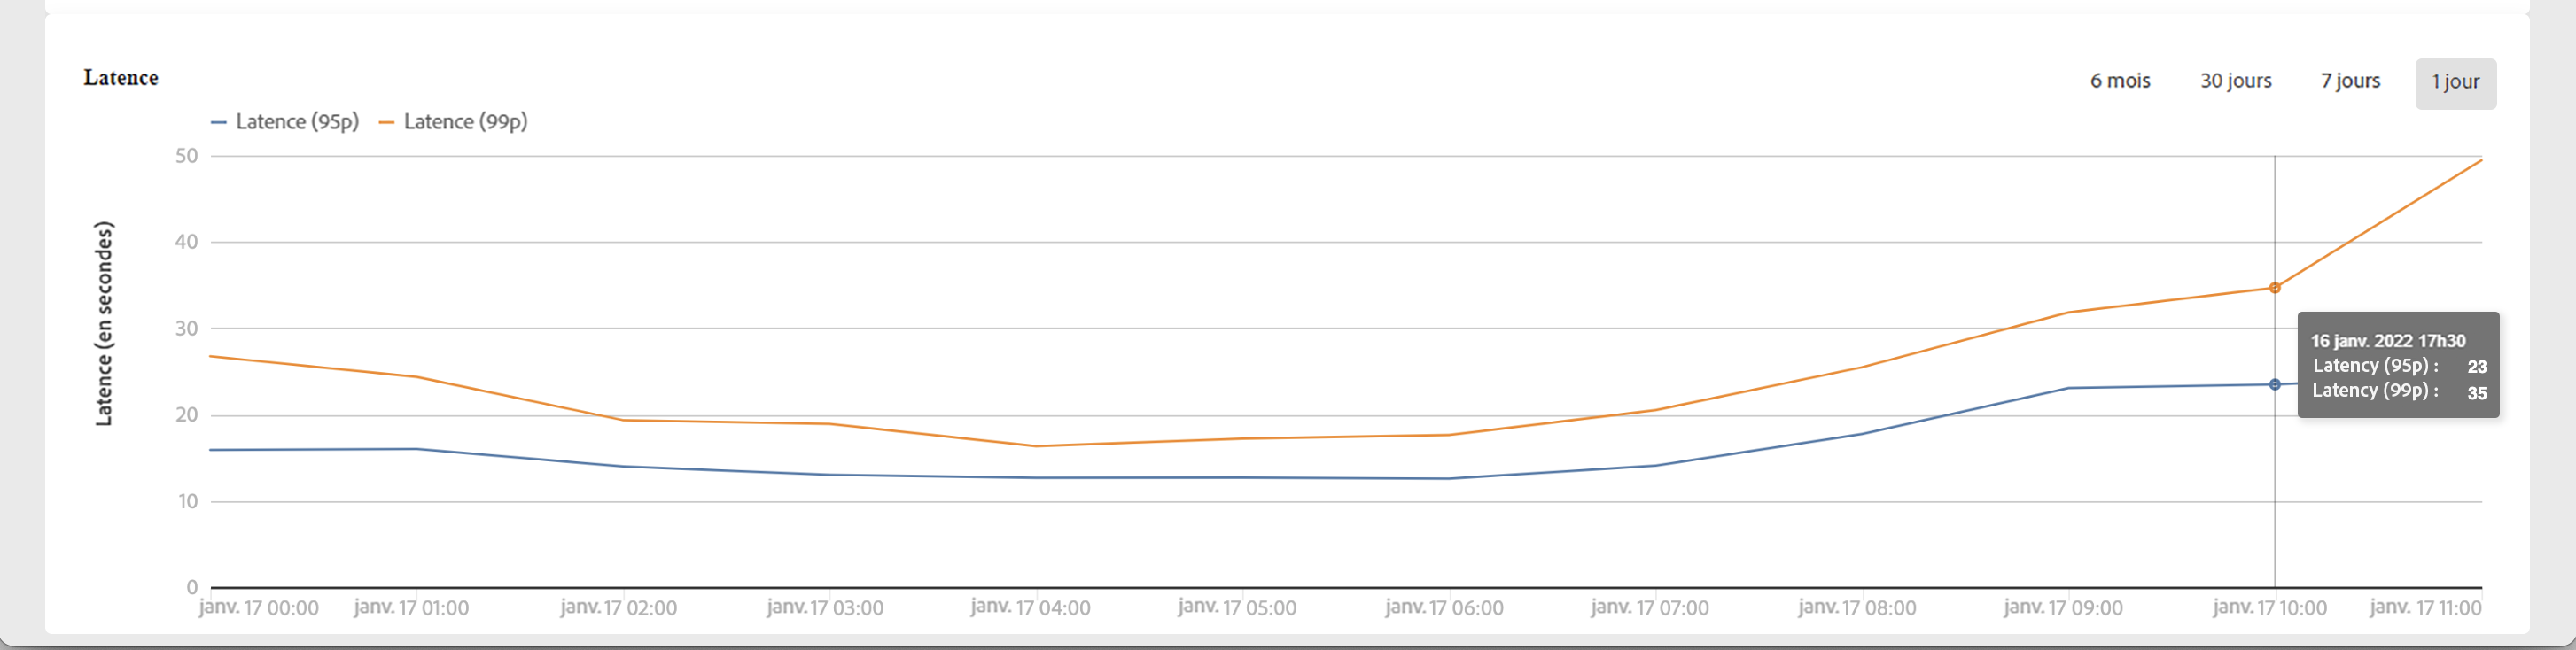 Latence
6 mois 30 jours 7 jours 1 jour
Latence (95p) Latence (99p)
50
40
30
20
10
0
Latence (en secondes)
16 janv. 2022 17h30
Latency (95p) : 23
Latency (99p) : 35
janv. 17 00:00 janv. 17 01:00 janv. 17 02:00 janv. 17 03:00 janv. 17 04:00 janv. 17 05:00 janv. 17 06:00 janv. 17 07:00 janv. 17 08:00 janv. 17 09:00 janv. 17 10:00 janv. 17 11:00